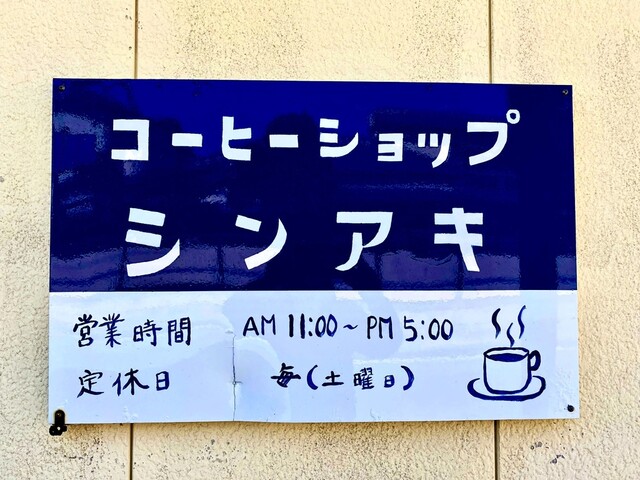 コーヒーショップ
シンアキ
営業時間 AM 11:00~PM 5:00
定休日 毎(土曜日)